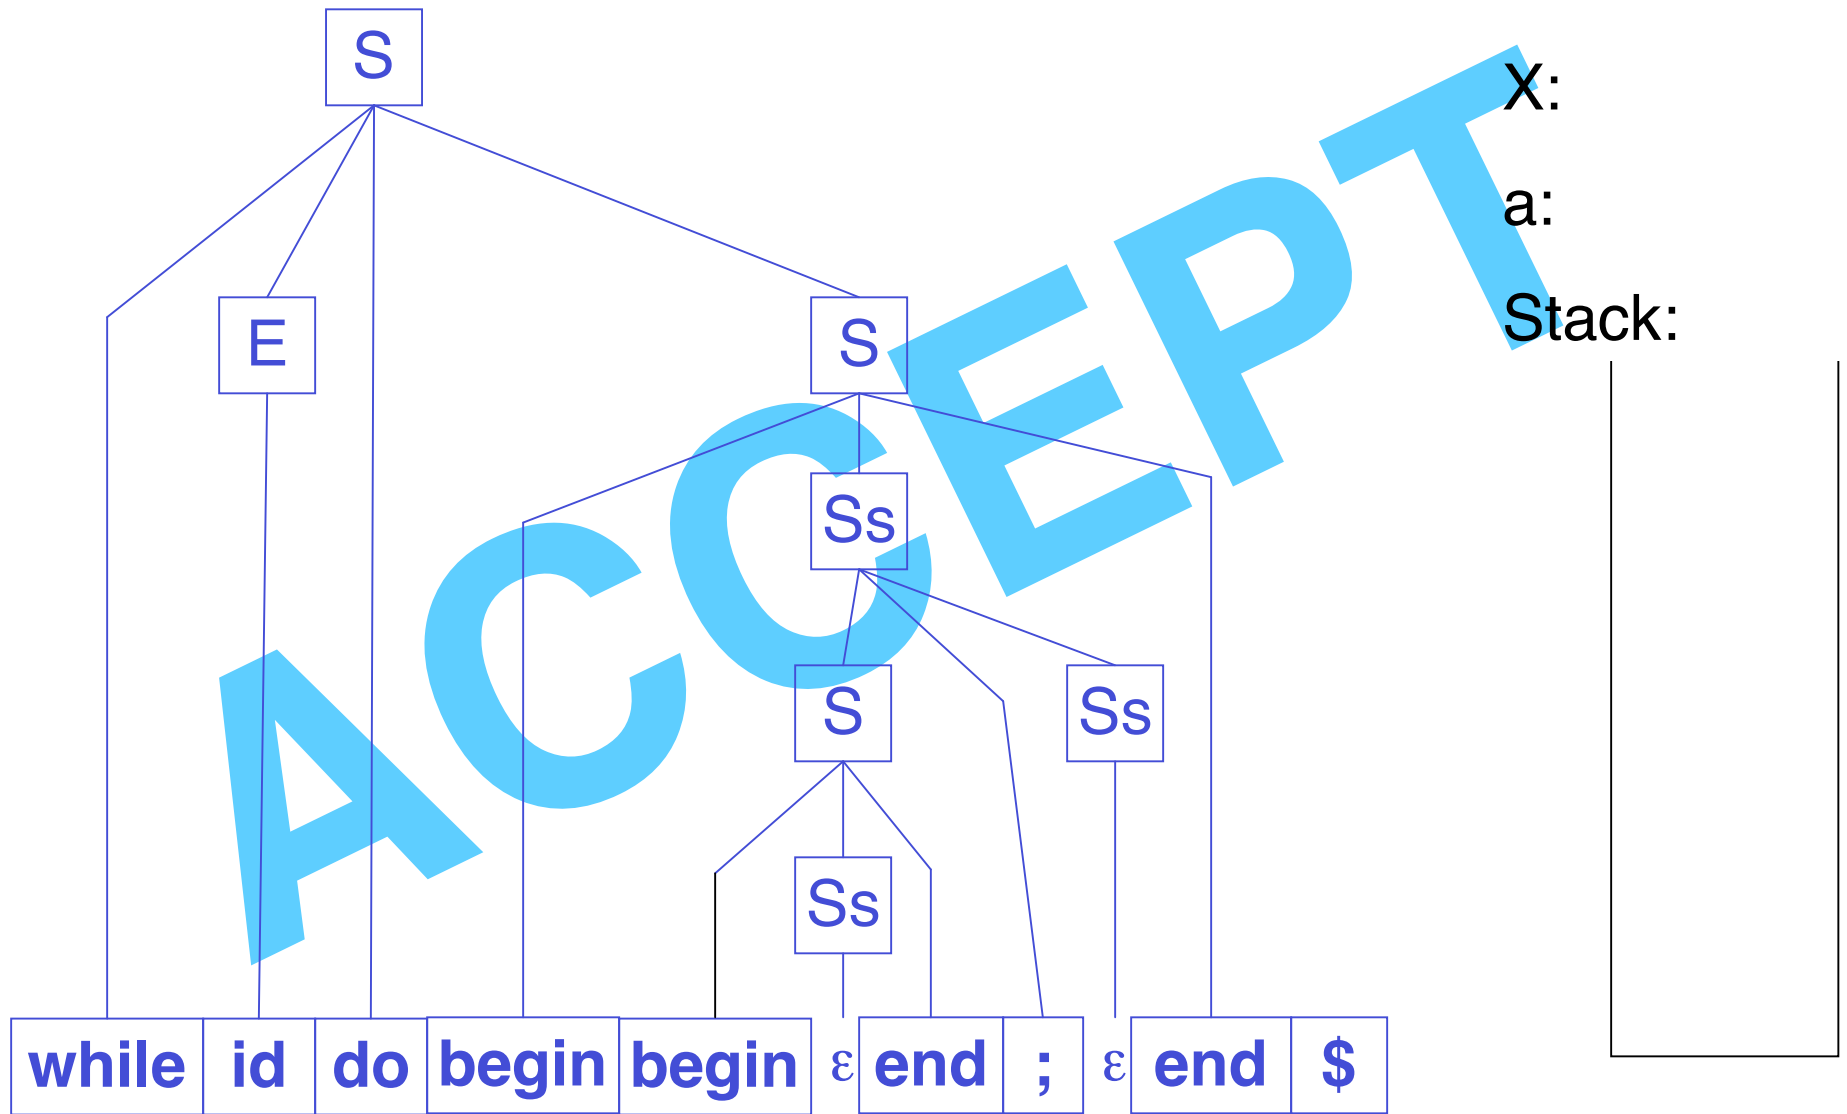 S
X:
a:
Stack:
E
S
Ss
S
Ss
Ss
ACCEPT
while id do begin begin ε end ; ε end $